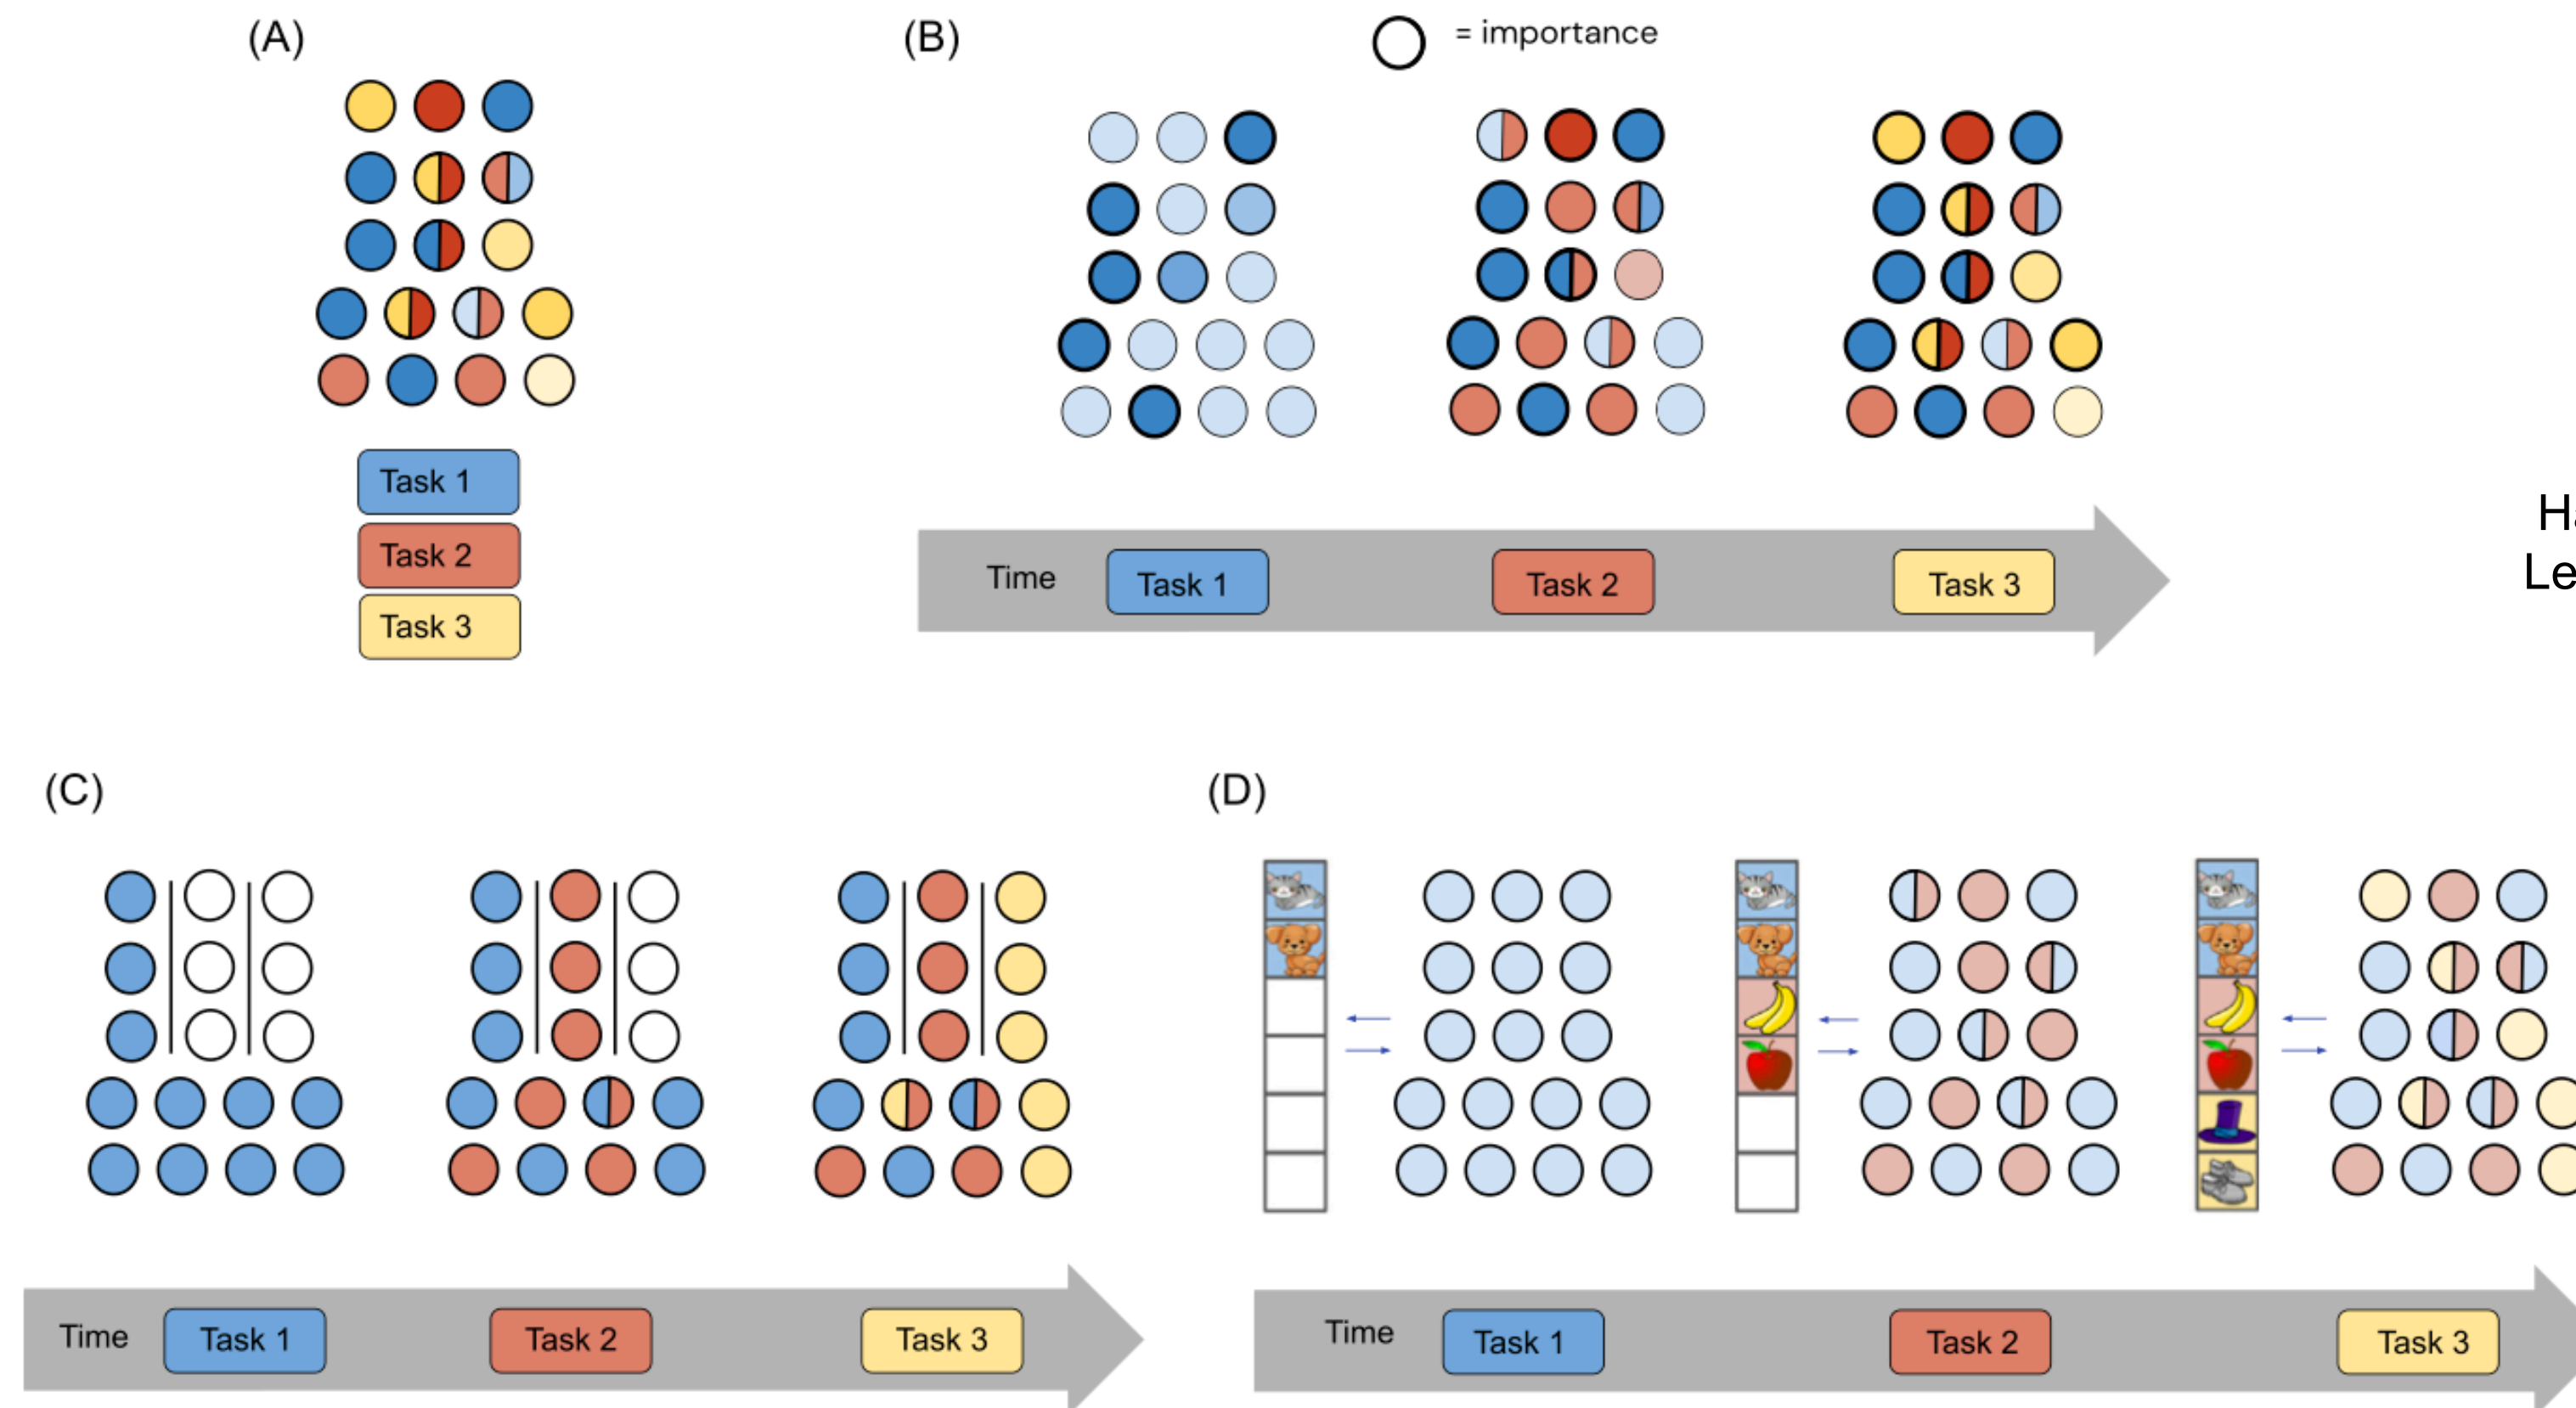 (A)
Task 1
Task 2
Task 3
(B)
= importance
Time Task 1 Task 2 Task 3
(C)
Time Task 1 Task 2 Task 3
(D)
Time Task 1 Task 2 Task 3